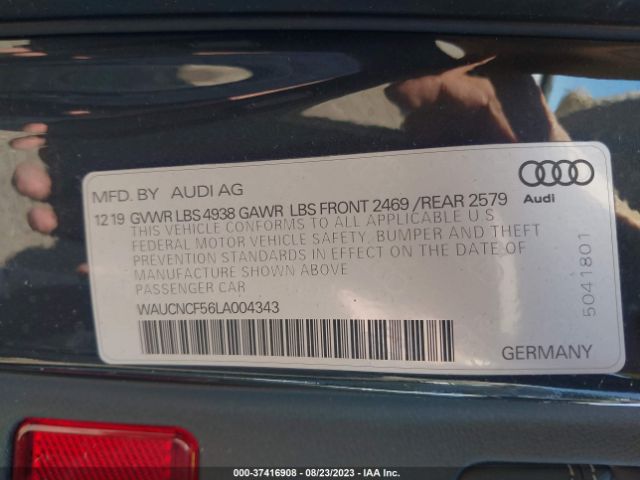 MFD. BY AUDI AG
Audi
12 19 GVWR LBS 4938 GAWR LBS FRONT 2469 /REAR 2579
THIS VEHICLE CONFORMS TO ALL APPLICABLE U.S.
FEDERAL MOTOR VEHICLE SAFETY, BUMPER AND THEFT
PREVENTION STANDARDS IN EFFECT ON THE DATE OF
MANUFACTURE SHOWN ABOVE
PASSENGER CAR
WAUCNCF56LA004343
5041801
GERMANY
000-37416908 - 08/23/2023 - IAA Inc.